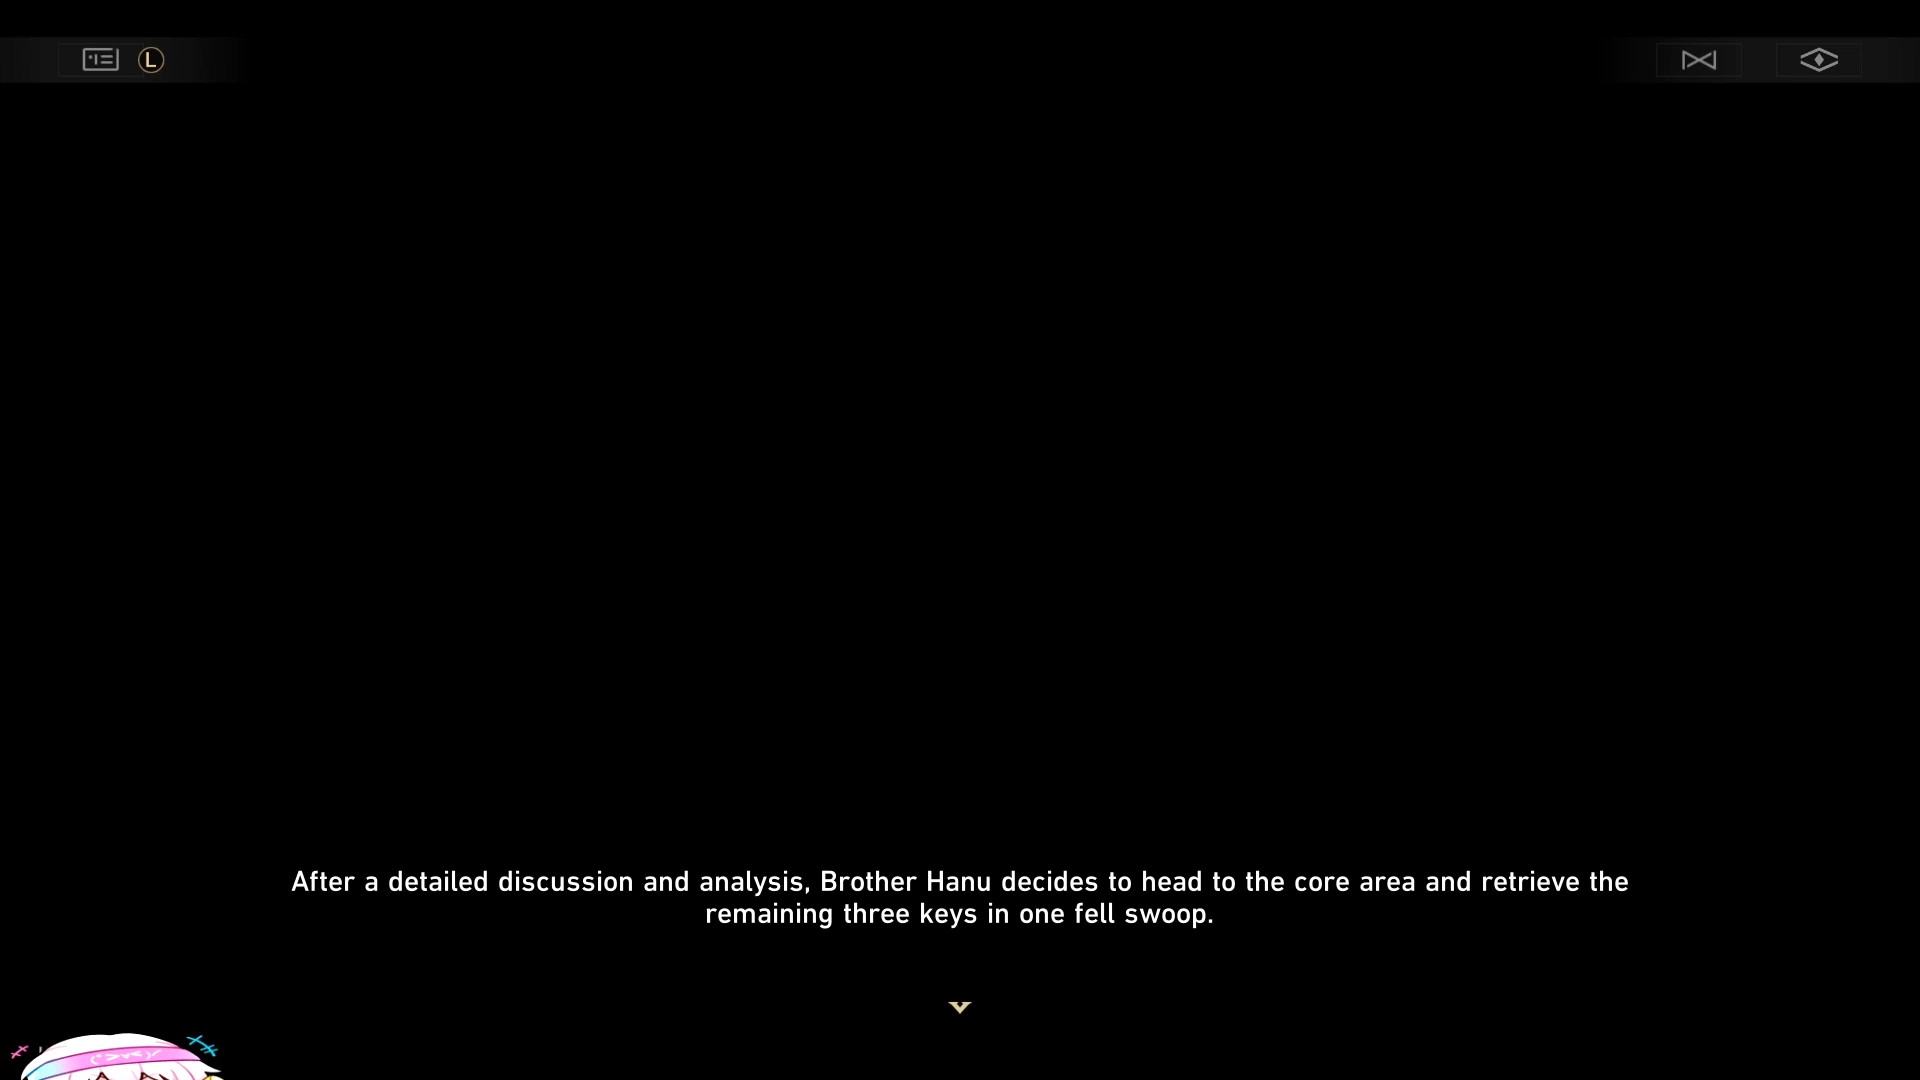 L
After a detailed discussion and analysis, Brother Hanu decides to head to the core area and retrieve the
remaining three keys in one fell swoop.